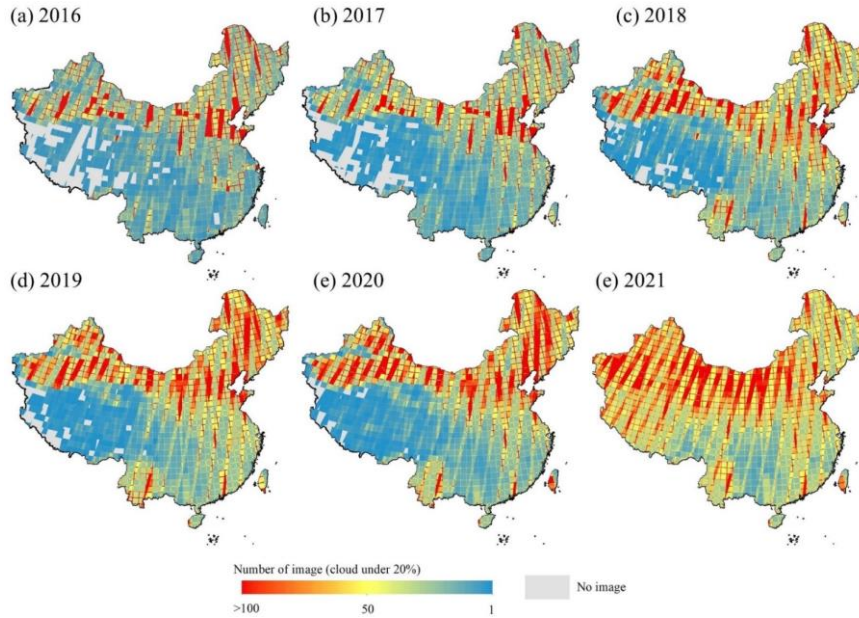 (a) 2016
(b) 2017
(c) 2018
(d) 2019
(e) 2020
(e) 2021
Number of image (cloud under 20%)
No image
>100
50
1